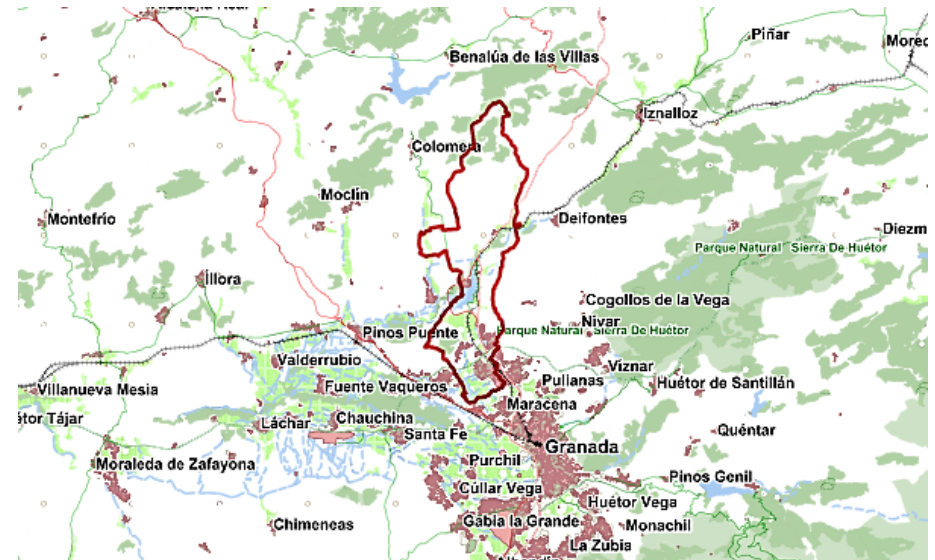 Piñar
Benalúa de las Villas
Iznalloz
Colomera
Moclín
Montefrío
Deifontes
Diezm
Parque Natural Sierra De Huétor
Íllora
Cogollos de la Vega
Nívar
Pinos Puente
Parque Natural Sierra De Huétor
Valderrubio
Víznar
Villanueva Mesia
Fuente Vaqueros
Pulianas
Huétor de Santillán
Maracena
étor Tájar
Láchar
Chauchina
Santa Fe
Quéntar
Granada
Moraleda de Zafayona
Purchil
Pinos Genil
Cúllar Vega
Huétor Vega
Chimeneas
Gabia la Grande
Monachil
La Zubia